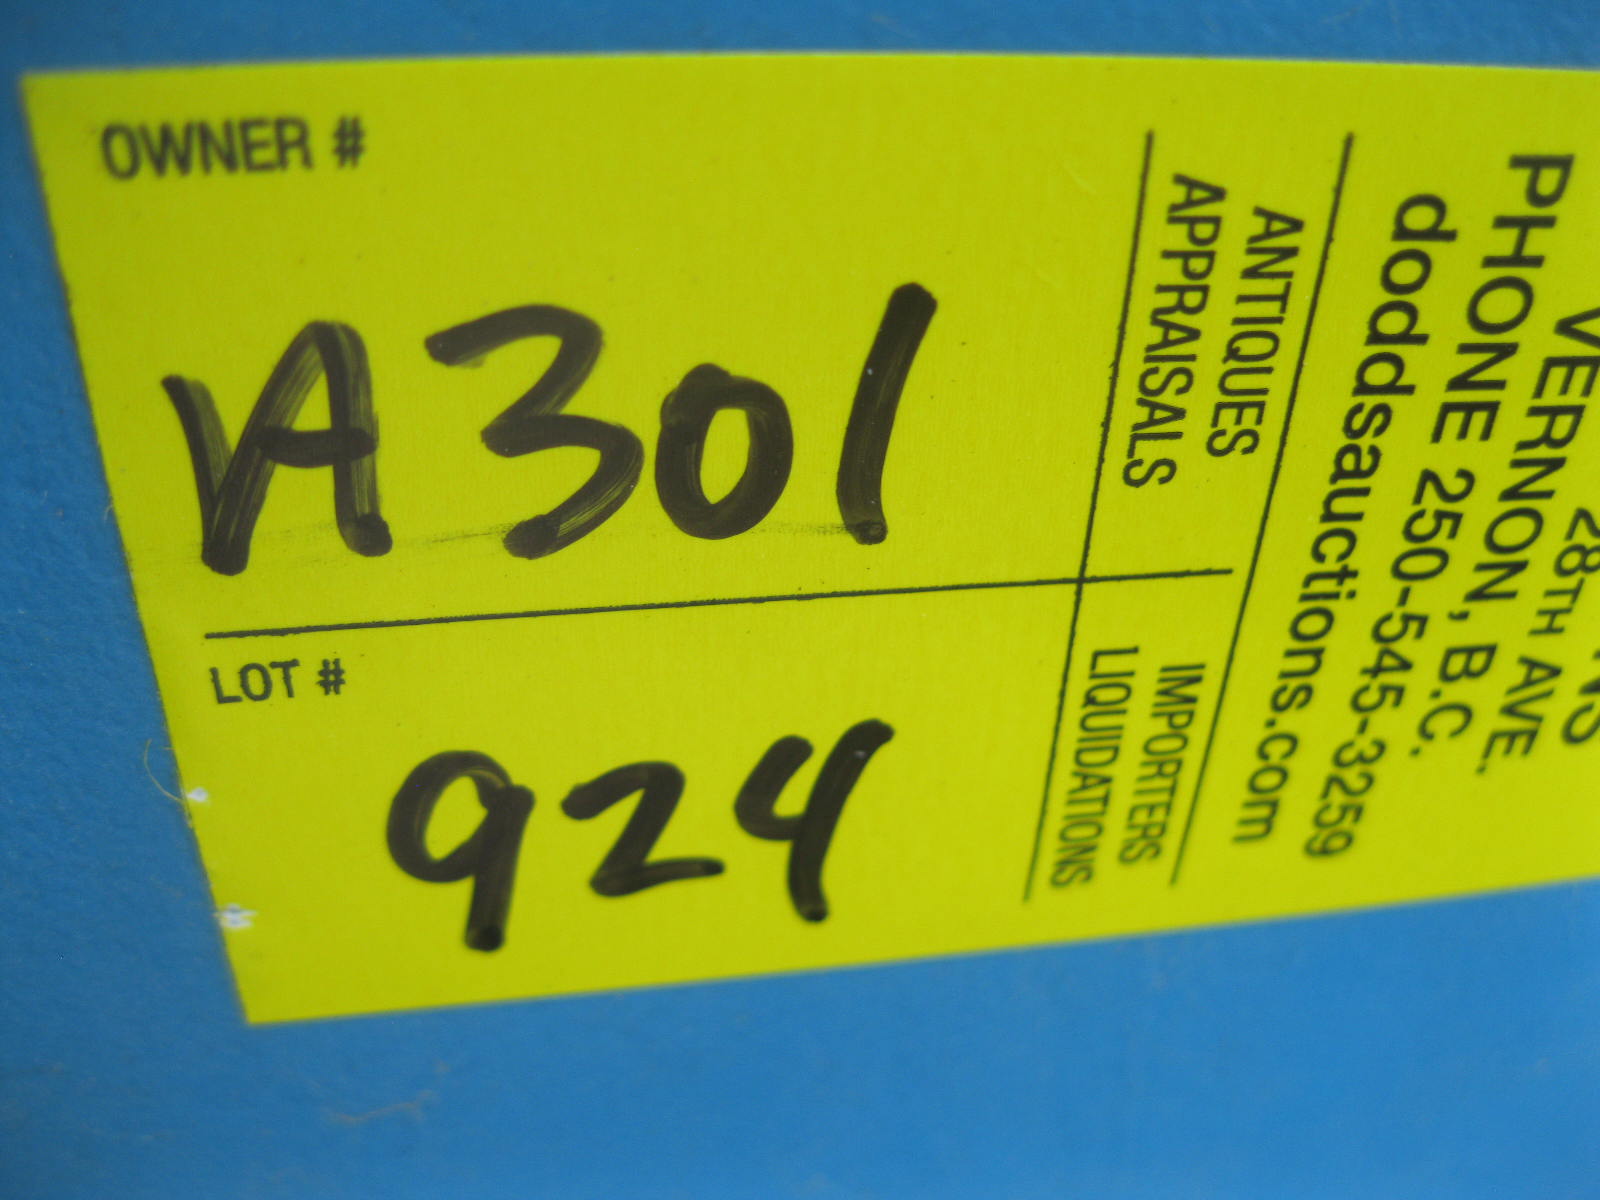 OWNER #
A301
LOT #
924
28TH AVE.
VERNON, B.C.
PHONE 250-545-3259
doddsauctions.com
ANTIQUES
APPRAISALS
IMPORTERS
LIQUIDATIONS